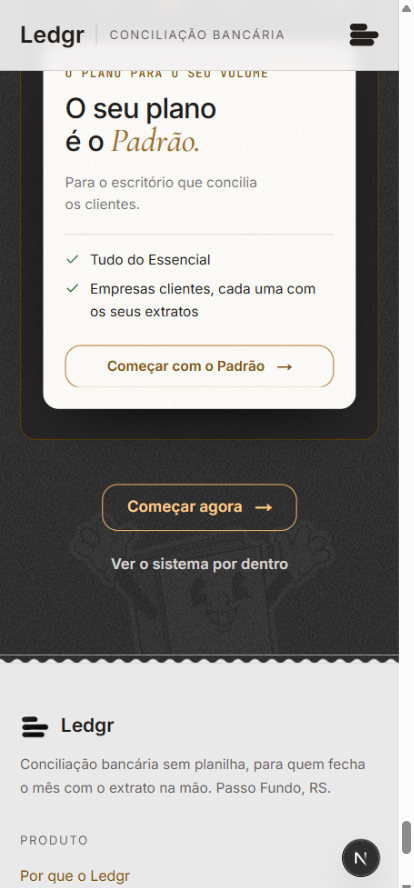 Ledgr
CONCILIAÇÃO BANCÁRIA
O PLANO PARA O SEU VOLUME
O seu plano
é o Padrão.
Para o escritório que concilia
os clientes.
Tudo do Essencial
Empresas clientes, cada uma com
os seus extratos
Começar com o Padrão →
Começar agora →
Ver o sistema por dentro
Ledgr
Conciliação bancária sem planilha, para quem fecha
o mês com o extrato na mão. Passo Fundo, RS.
PRODUTO
Por que o Ledgr
N